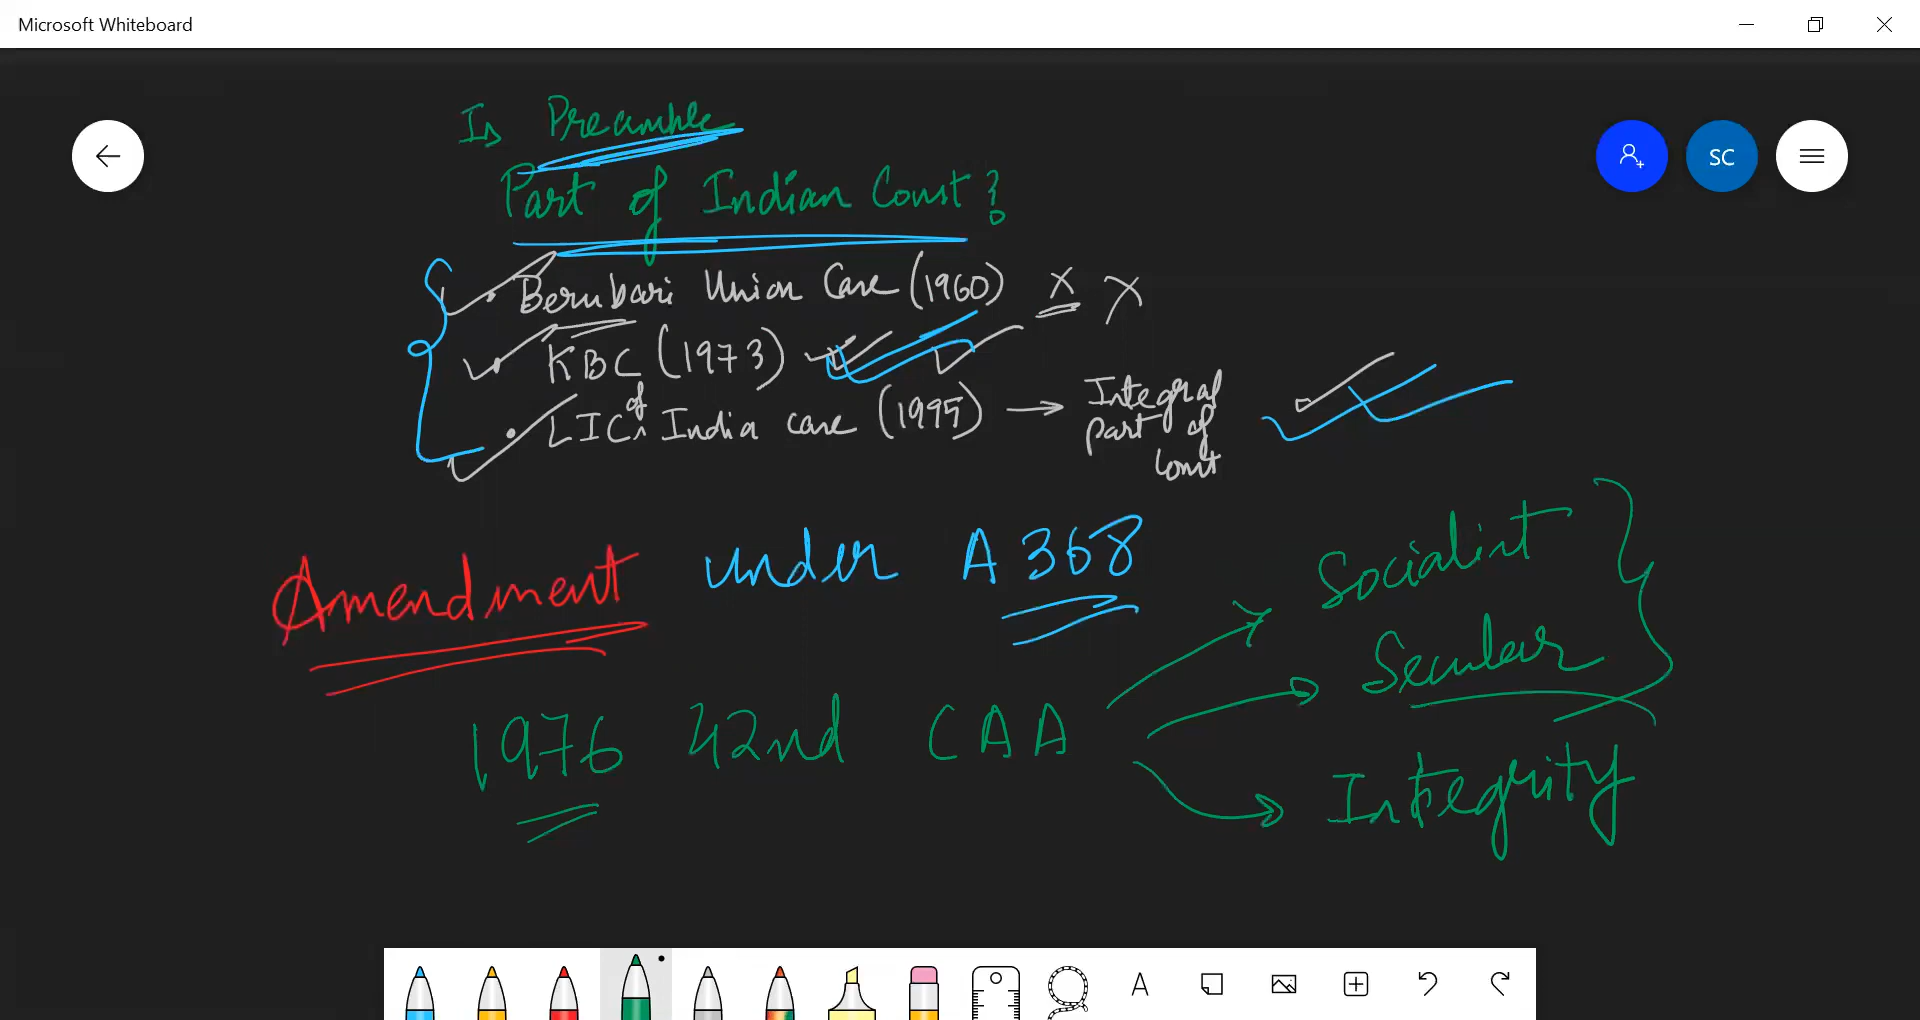 Microsoft Whiteboard
SC
Is Preamble
Part of Indian Const?
Berubari Union Case (1960) X X
KBC (1973)
LIC of India case (1995) → Integral part of Const
Amendment under A 368
1976 42nd CAA
Socialist
Secular
Integrity
A